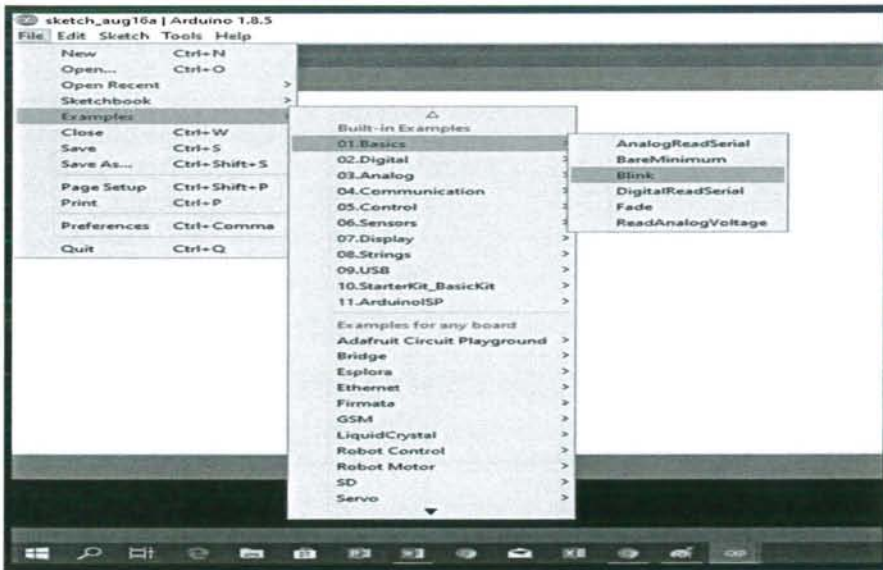 sketch_aug16a | Arduino 1.8.5
File Edit Sketch Tools Help
New Ctrl+N
Open... Ctrl+O
Open Recent
Sketchbook
Examples
Close Ctrl+W
Save Ctrl+S
Save As... Ctrl+Shift+S
Page Setup Ctrl+Shift+P
Print Ctrl+P
Preferences Ctrl+Comma
Quit Ctrl+Q
Built-in Examples
01.Basics
02.Digital
03.Analog
04.Communication
05.Control
06.Sensors
07.Display
08.Strings
09.USB
10.StarterKit_BasicKit
11.ArduinoISP
Examples for any board
Adafruit Circuit Playground
Bridge
Esplora
Ethernet
Firmata
GSM
LiquidCrystal
Robot Control
Robot Motor
SD
Servo
AnalogReadSerial
BareMinimum
Blink
DigitalReadSerial
Fade
ReadAnalogVoltage